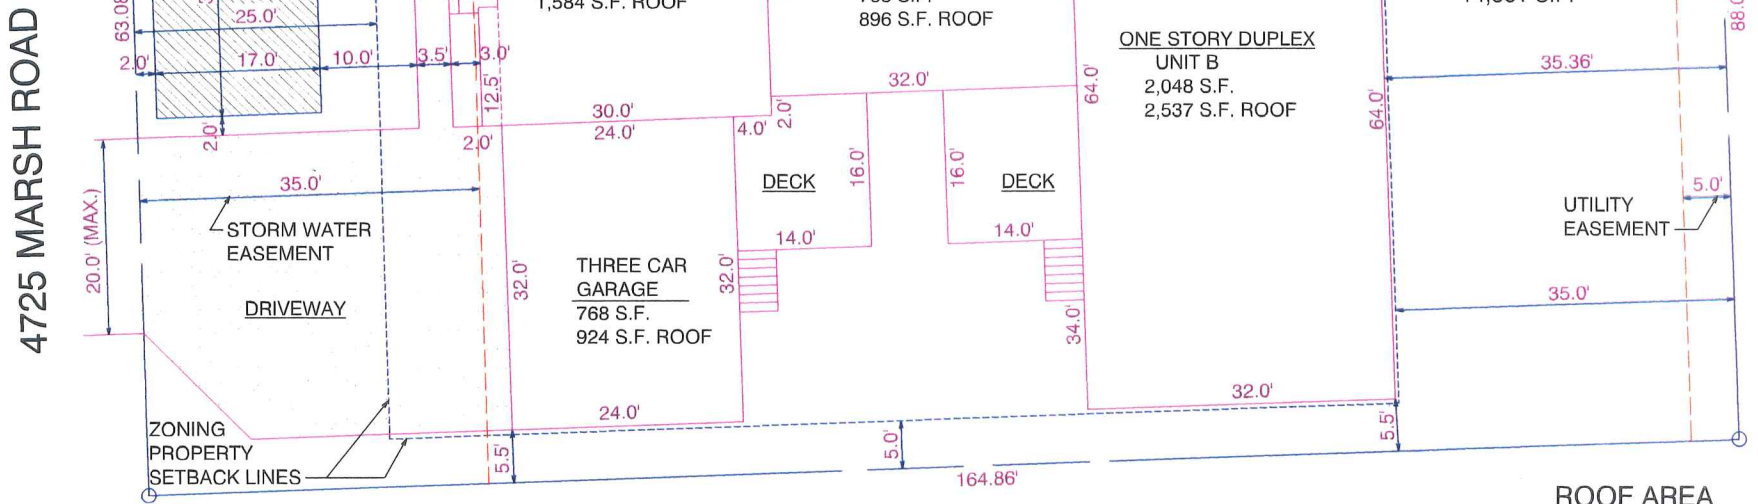 4725 MARSH ROAD
63.08
25.0'
2.0'
17.0'
10.0'
3.5'
3.0'
12.5'
2.0'
2.0'
1,584 S.F. ROOF
896 S.F. ROOF
ONE STORY DUPLEX
UNIT B
2,048 S.F.
2,537 S.F. ROOF
64.0'
64.0'
35.36'
88.0
32.0'
30.0'
24.0'
4.0'
2.0'
16.0'
16.0'
DECK
DECK
14.0'
14.0'
35.0'
STORM WATER
EASEMENT
20.0' (MAX.)
DRIVEWAY
32.0'
THREE CAR
GARAGE
768 S.F.
924 S.F. ROOF
32.0'
34.0'
5.0'
UTILITY
EASEMENT
35.0'
32.0'
24.0'
ZONING
PROPERTY
SETBACK LINES
5.5'
5.0'
5.5'
164.86'
ROOF AREA